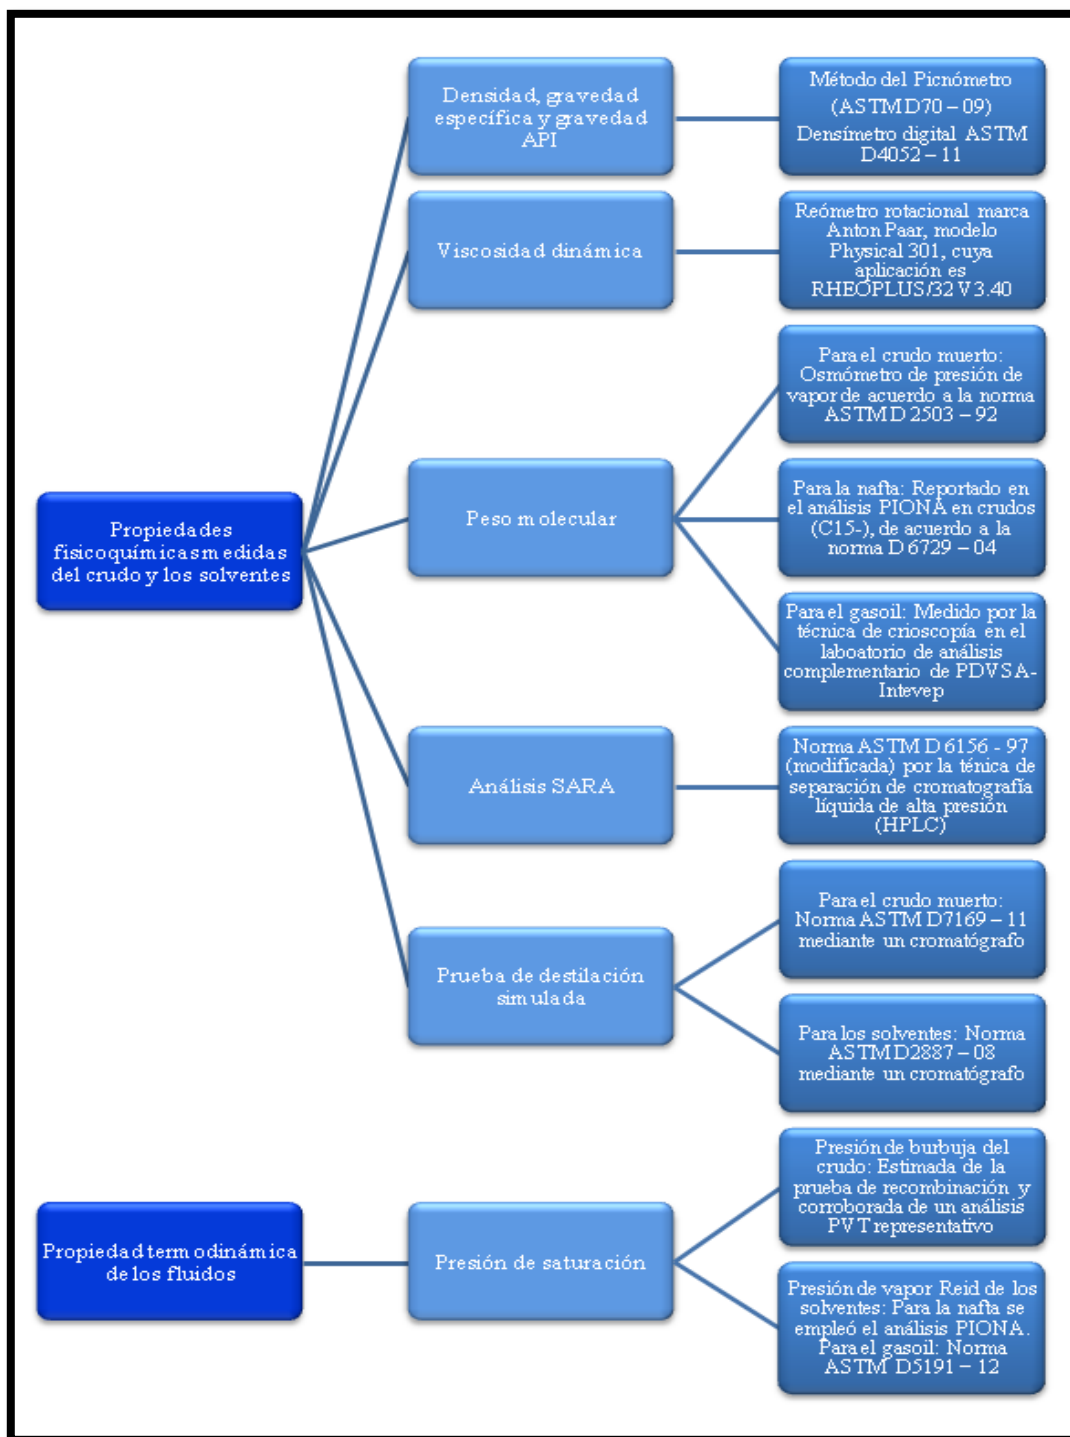 Densidad, gravedad
específica y gravedad
API
Método del Picnómetro
(ASTM D70 – 09)
Densímetro digital ASTM
D4052 – 11
Viscosidad dinámica
Reómetro rotacional marca
Anton Paar, modelo
Physical 301, cuya
aplicación es
RHEOPLUS/32 V3.40
Propiedades
fisicoquímicas medidas
del crudo y los solventes
Peso molecular
Para el crudo muerto:
Osmómetro de presión de
vapor de acuerdo a la norma
ASTM D 2503 – 92
Para la nafta: Reportado en
el análisis PIONA en crudos
(C15-), de acuerdo a la
norma D 6729 – 04
Para el gasoil: Medido por la
técnica de crioscopía en el
laboatorio de análisis
complementario de PDVSA-
Intevep
Análisis SARA
Norma ASTM D 6156 - 97
(modificada) por la ténica de
separación de cromatografía
líquida de alta presión
(HPLC)
Prueba de destilación
simulada
Para el crudo muerto:
Norma ASTM D7169 – 11
mediante un cromatógrafo
Para los solventes: Norma
ASTM D2887 – 08
mediante un cromatógrafo
Propiedad termodinámica
de los fluidos
Presión de saturación
Presión de burbuja del
crudo: Estimada de la
prueba de recombinación y
corroborada de un análisis
PVT representativo
Presión de vapor Reid de los
solventes: Para la nafta se
empleó el análisis PIONA.
Para el gasoil: Norma
ASTM D5191 – 12